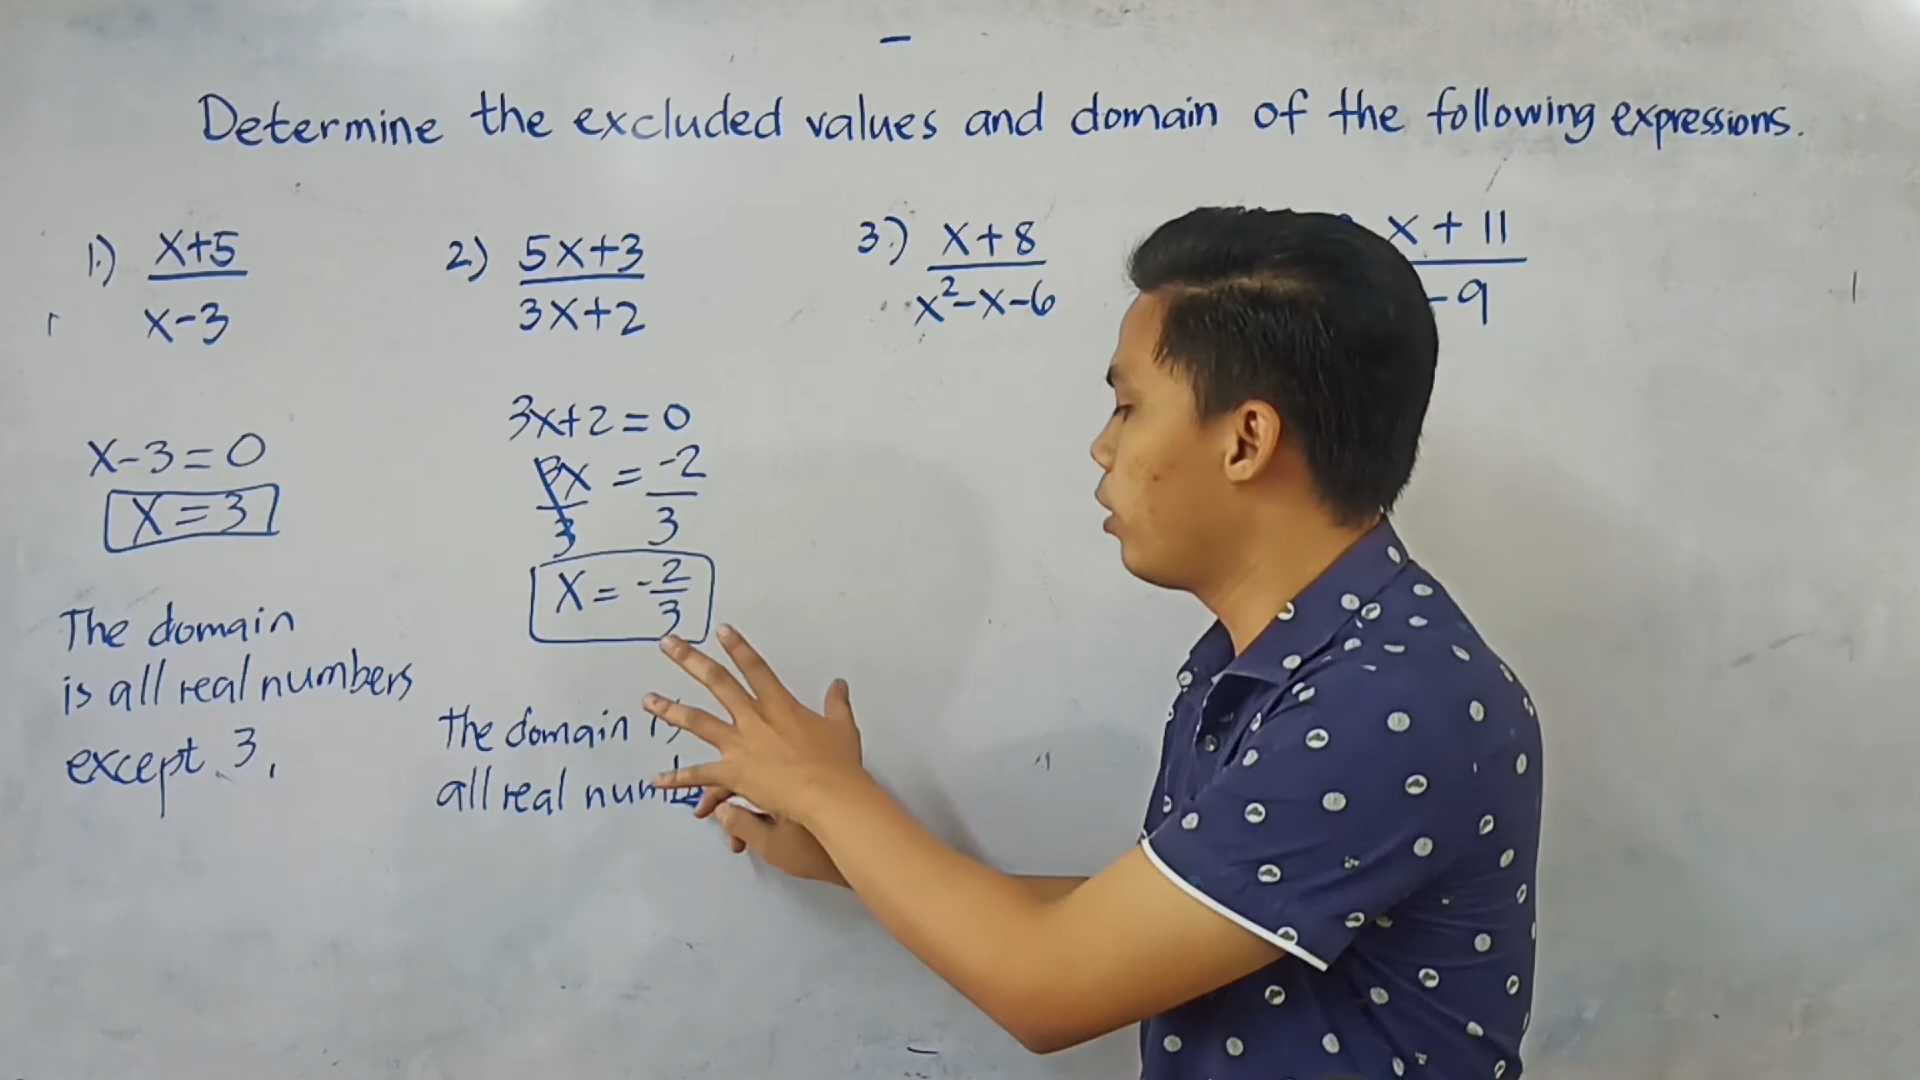 Determine the excluded values and domain of the following expressions.
1.) x+5
x-3
x-3=0
x=3
The domain
is all real numbers
except 3.
2.) 5x+3
3x+2
3x+2=0
3x = -2
3 3
x = -2
3
The domain
all real
3.) x+8
x²-x-6
x+11
-9